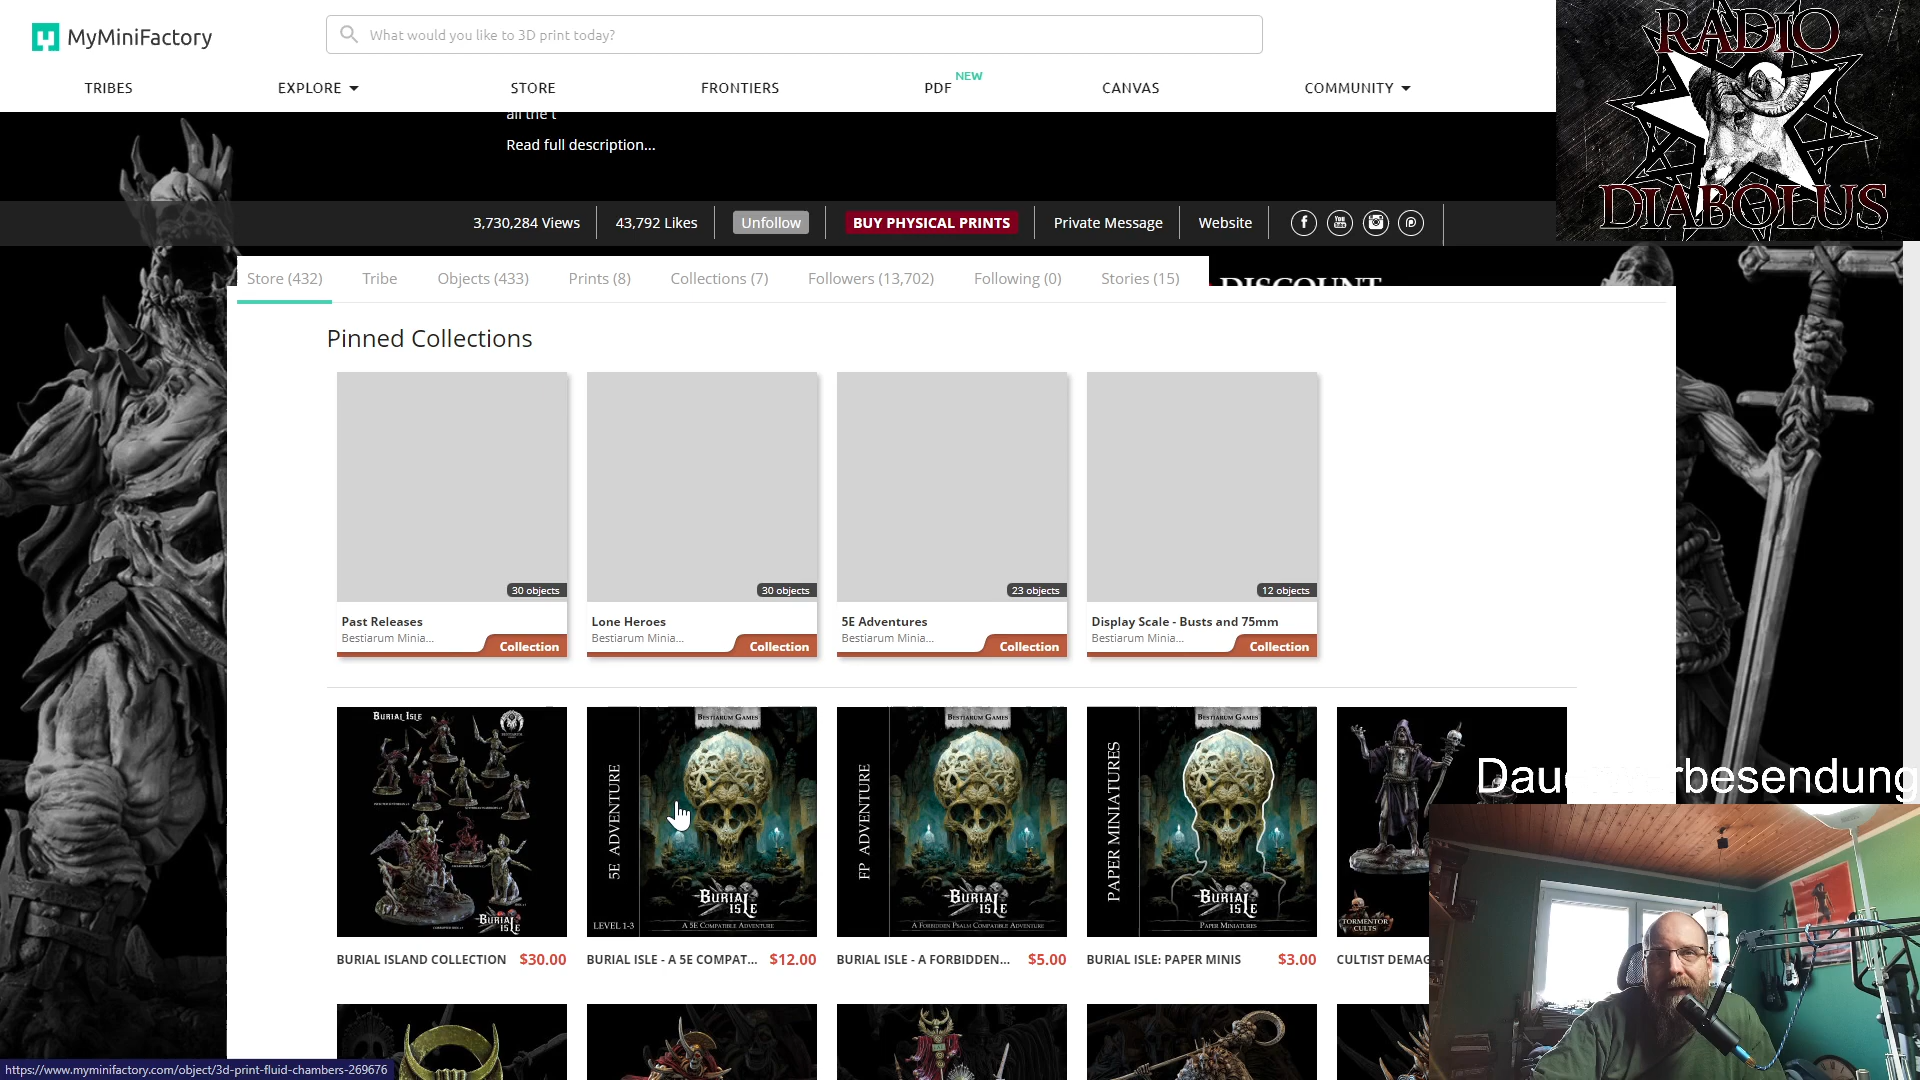 MyMiniFactory
What would you like to 3D print today?
RADIO
DIABOLUS
TRIBES
EXPLORE
STORE
FRONTIERS
PDF
NEW
CANVAS
COMMUNITY
all the t
Read full description...
3,730,284 Views
43,792 Likes
Unfollow
BUY PHYSICAL PRINTS
Private Message
Website
Store (432)
Tribe
Objects (433)
Prints (8)
Collections (7)
Followers (13,702)
Following (0)
Stories (15)
DISCOUNT
Pinned Collections
30 objects
30 objects
23 objects
12 objects
Past Releases
Bestiarum Minia...
Collection
Lone Heroes
Bestiarum Minia...
Collection
5E Adventures
Bestiarum Minia...
Collection
Display Scale - Busts and 75mm
Bestiarum Minia...
Collection
BURIAL ISLE
BURIAL ISLE
BESTIARUM GAMES
5E ADVENTURE
LEVEL 1-3
BURIAL ISLE
A 5E COMPATIBLE ADVENTURE
BESTIARUM GAMES
FP ADVENTURE
BURIAL ISLE
A FORBIDDEN PSALM COMPATIBLE ADVENTURE
BESTIARUM GAMES
PAPER MINIATURES
BURIAL ISLE
PAPER MINIATURES
TORMENTOR
CULTS
BURIAL ISLAND COLLECTION $30.00
BURIAL ISLE - A 5E COMPAT... $12.00
BURIAL ISLE - A FORBIDDEN... $5.00
BURIAL ISLE: PAPER MINIS $3.00
CULTIST DEMAG
https://www.myminifactory.com/object/3d-print-fluid-chambers-269676